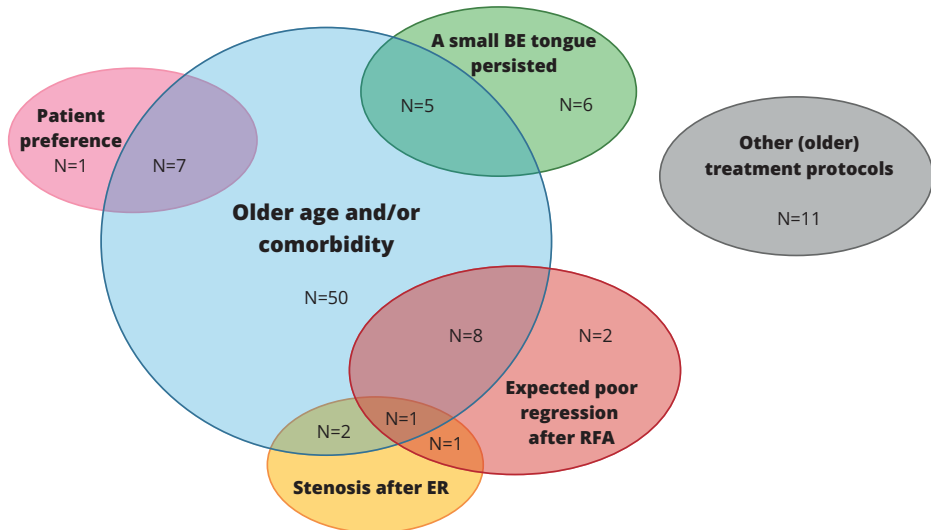 A small BE tongue
persisted
N=5
N=6
Patient
preference
N=1
N=7
Other (older)
treatment protocols
N=11
Older age and/or
comorbidity
N=50
N=8
N=2
Expected poor
regression
after RFA
N=1
N=2
N=1
Stenosis after ER